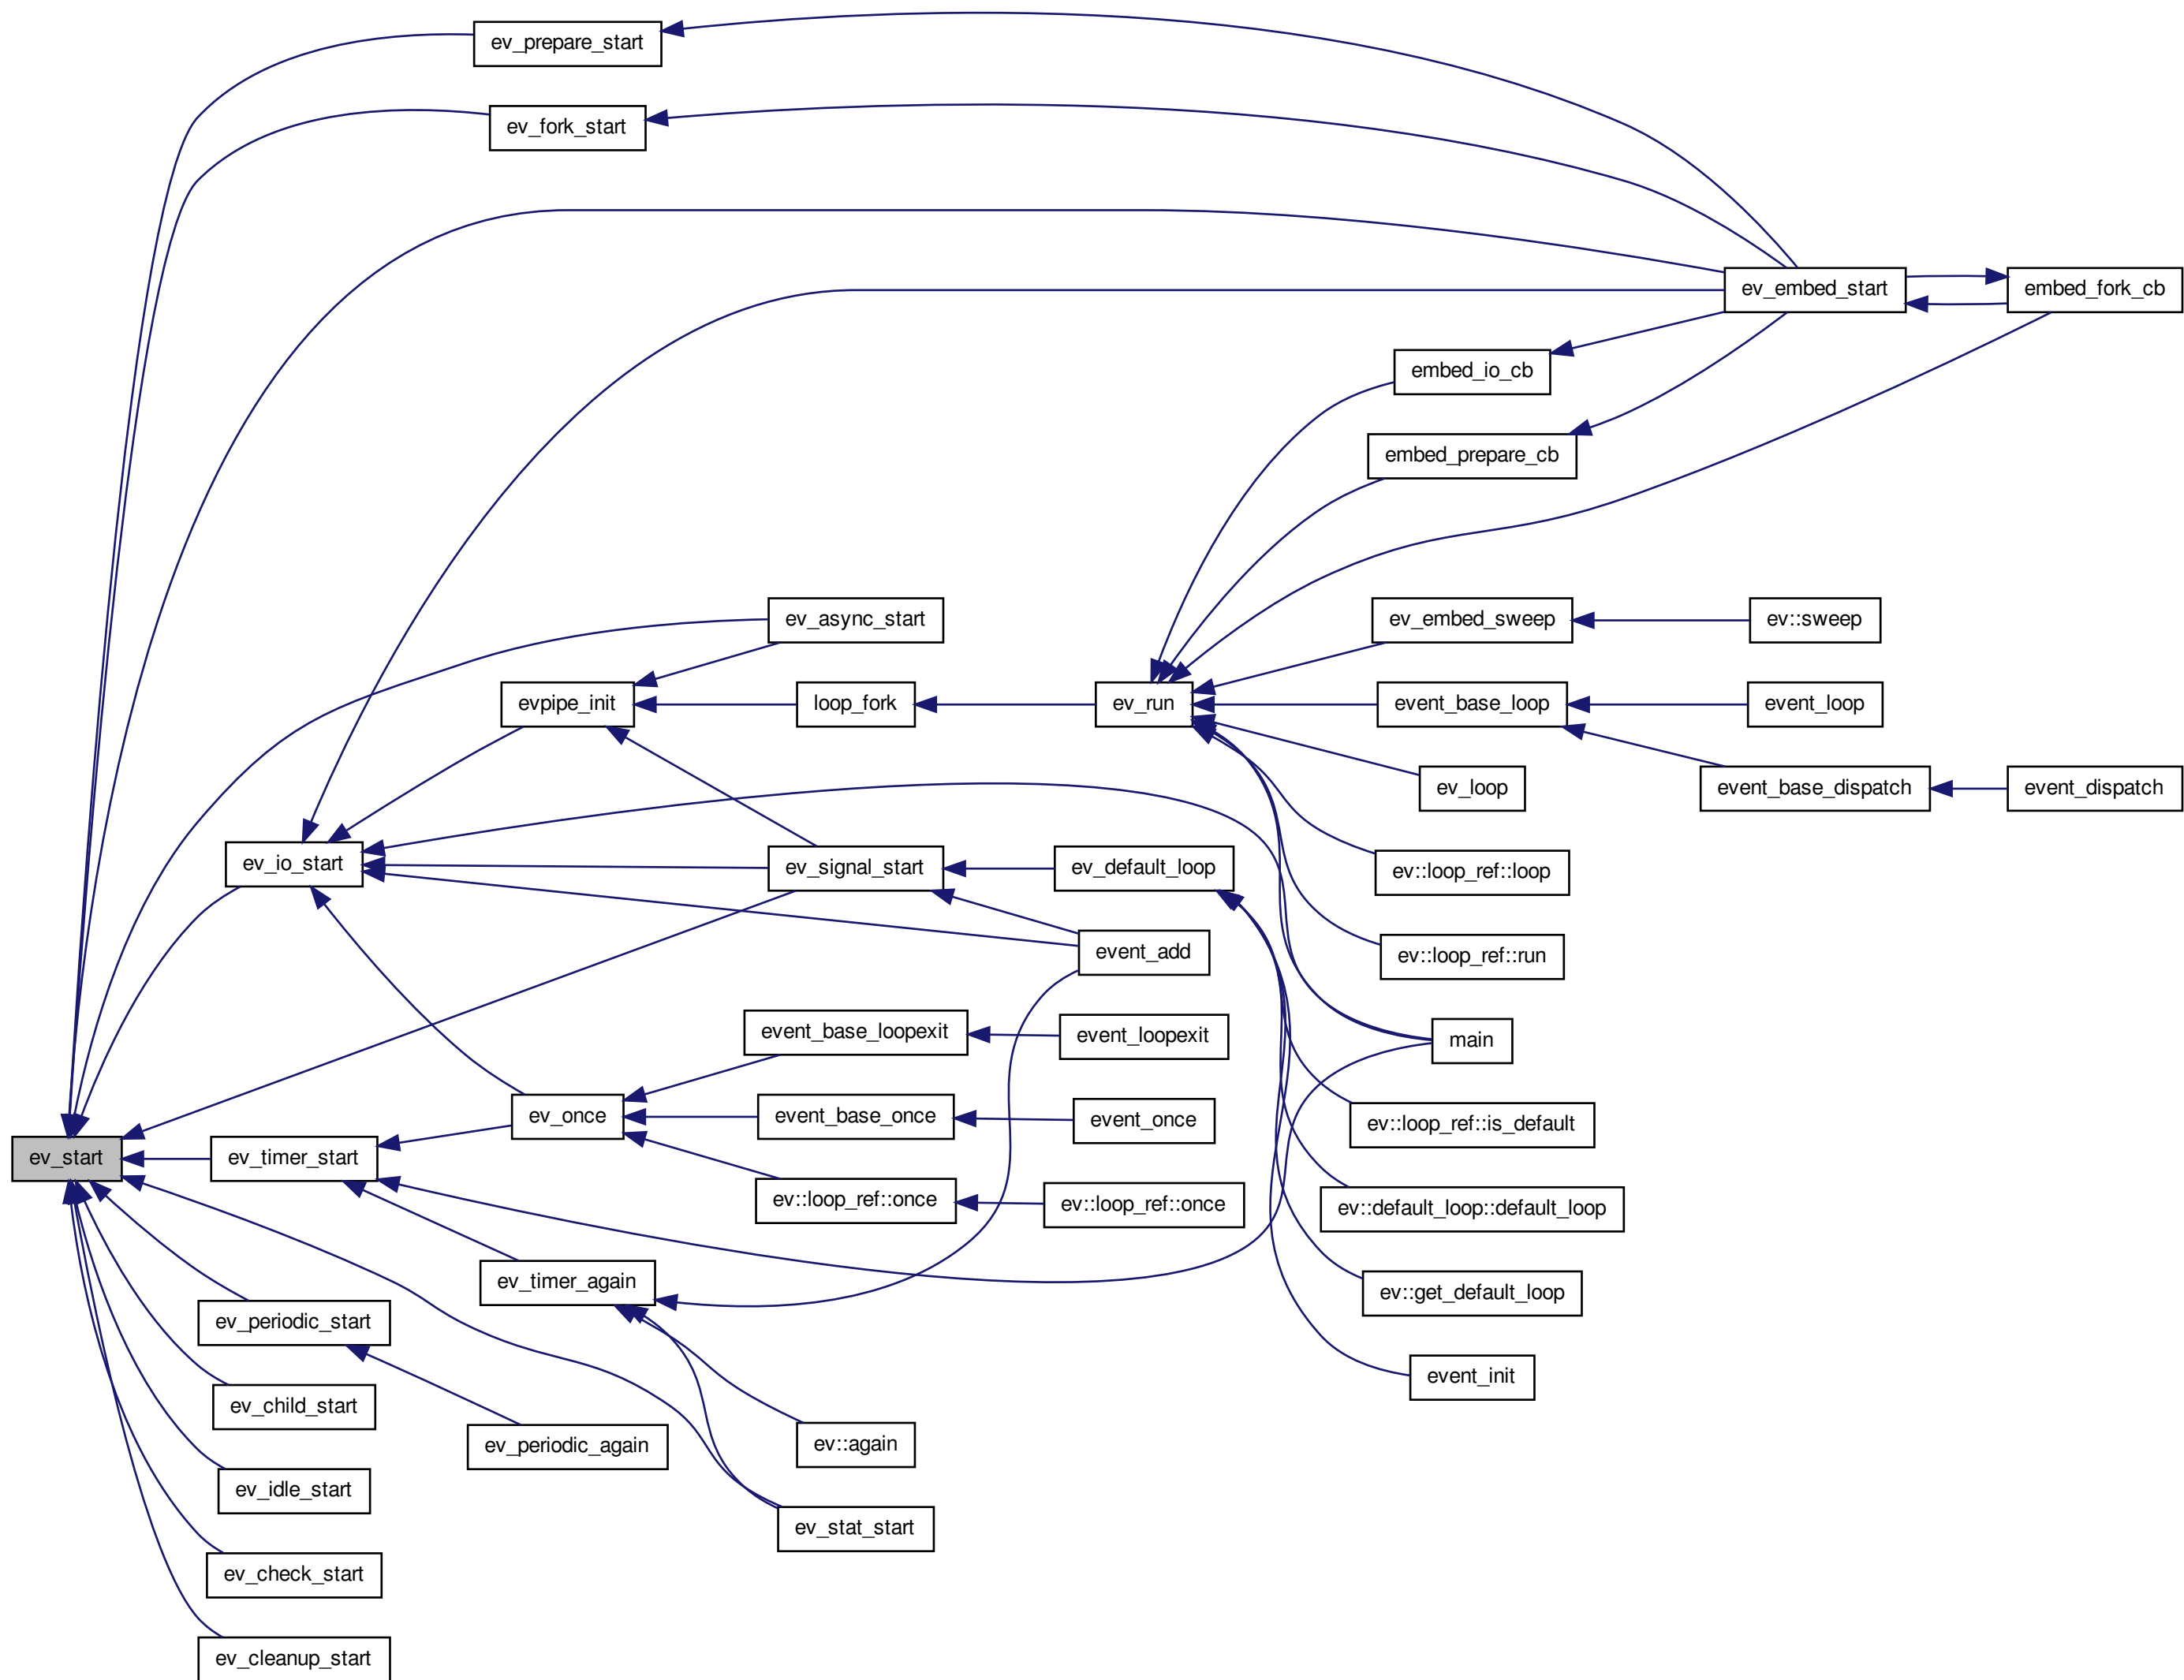 ev_prepare_start
ev_fork_start
ev_embed_start
embed_fork_cb
embed_io_cb
embed_prepare_cb
ev_async_start
ev_embed_sweep
ev::sweep
evpipe_init
loop_fork
ev_run
event_base_loop
event_loop
ev_loop
event_base_dispatch
event_dispatch
ev_io_start
ev_signal_start
ev_default_loop
ev::loop_ref::loop
event_add
ev::loop_ref::run
event_base_loopexit
event_loopexit
main
ev_once
event_base_once
event_once
ev::loop_ref::is_default
ev_start
ev_timer_start
ev::loop_ref::once
ev::loop_ref::once
ev::default_loop::default_loop
ev_timer_again
ev::get_default_loop
ev_periodic_start
event_init
ev_child_start
ev_periodic_again
ev::again
ev_idle_start
ev_stat_start
ev_check_start
ev_cleanup_start